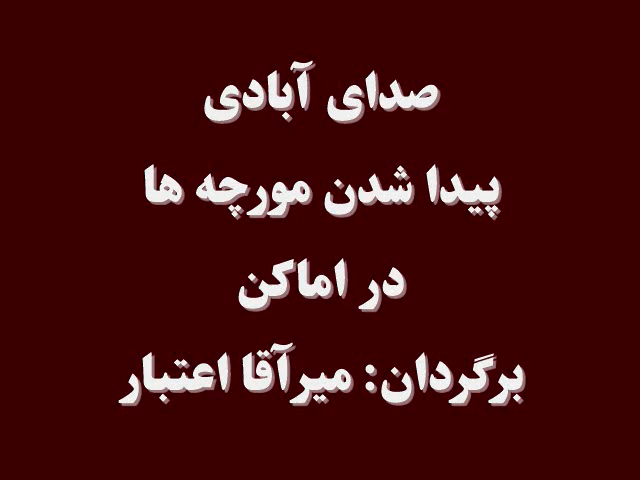 صدای آبادی
پیدا شدن مورچه ها
در اماکن
برگردان: میرآقا اعتبار